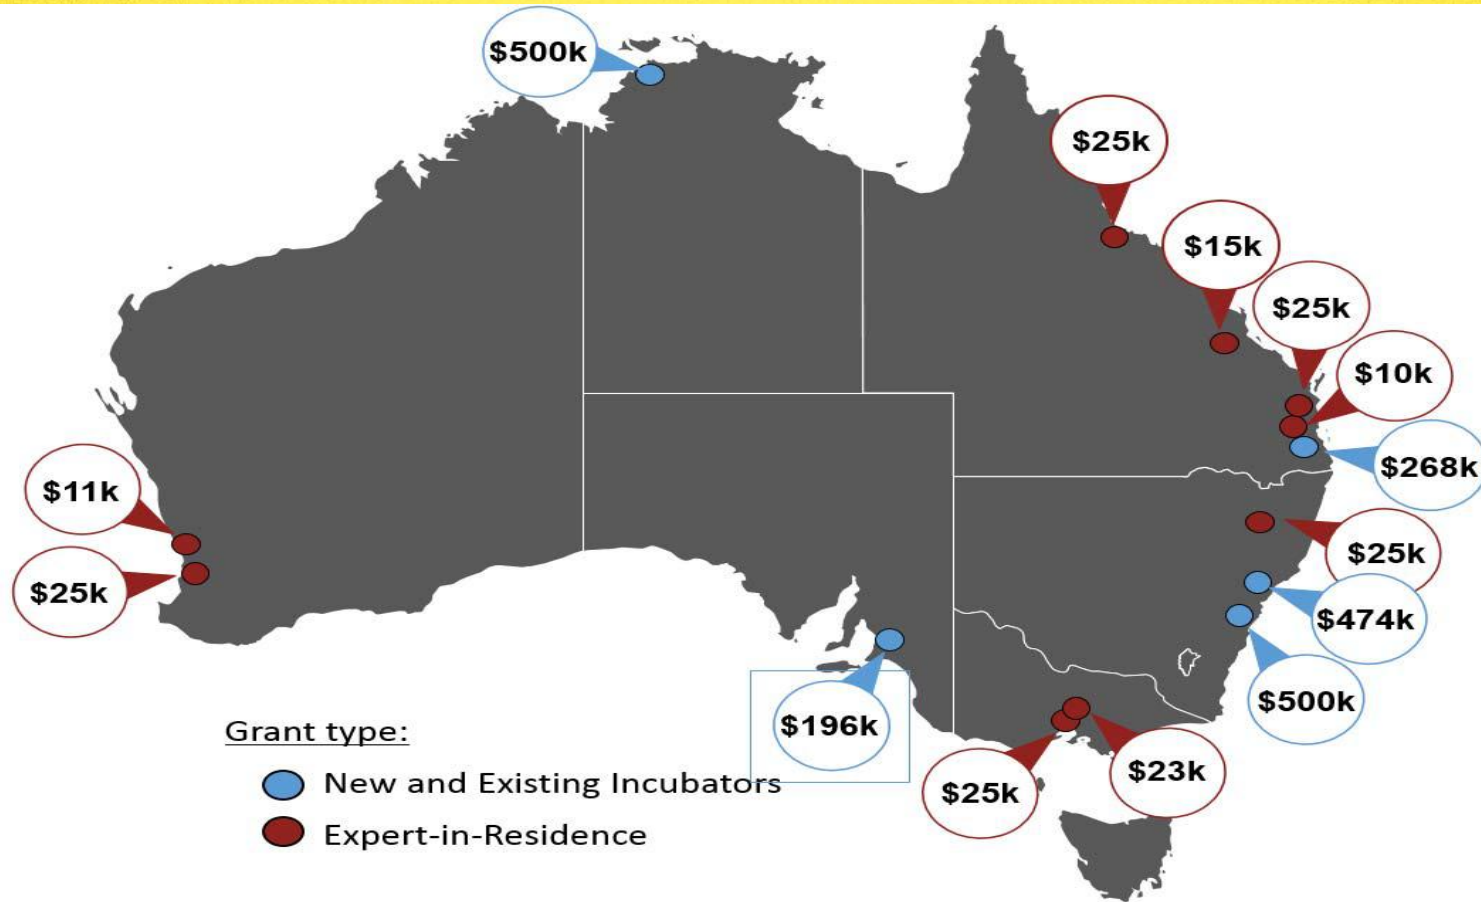 $500k
$25k
$15k
$25k
$10k
$11k
$268k
$25k
$25k
$474k
$500k
$196k
$25k
$23k
Grant type:
New and Existing Incubators
Expert-in-Residence